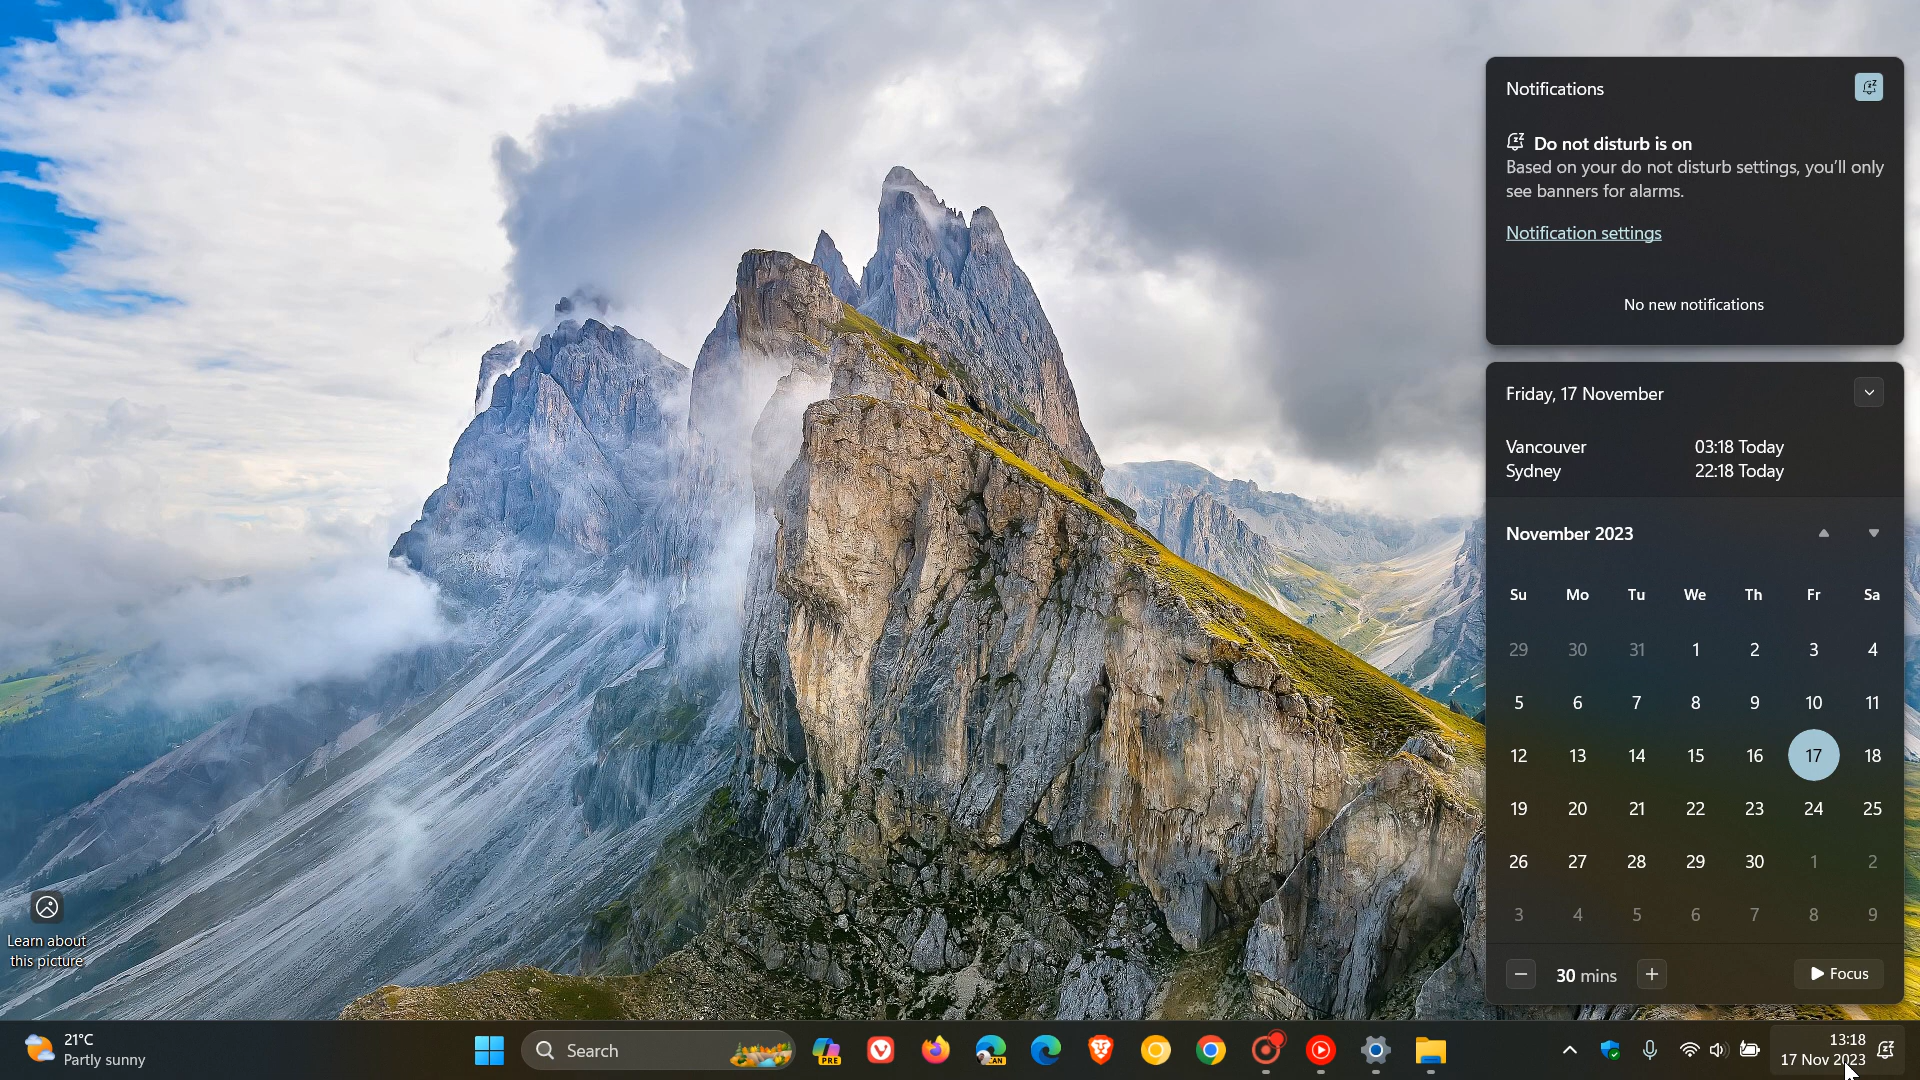 Notifications
Do not disturb is on
Based on your do not disturb settings, you'll only
see banners for alarms.
Notification settings
No new notifications
Friday, 17 November
Vancouver 03:18 Today
Sydney 22:18 Today
November 2023
Su Mo Tu We Th Fr Sa
29 30 31 1 2 3 4
5 6 7 8 9 10 11
12 13 14 15 16 17 18
19 20 21 22 23 24 25
26 27 28 29 30 1 2
3 4 5 6 7 8 9
30 mins Focus
Learn about
this picture
21°C
Partly sunny
Search
PRE
CAN
13:18
17 Nov 2023